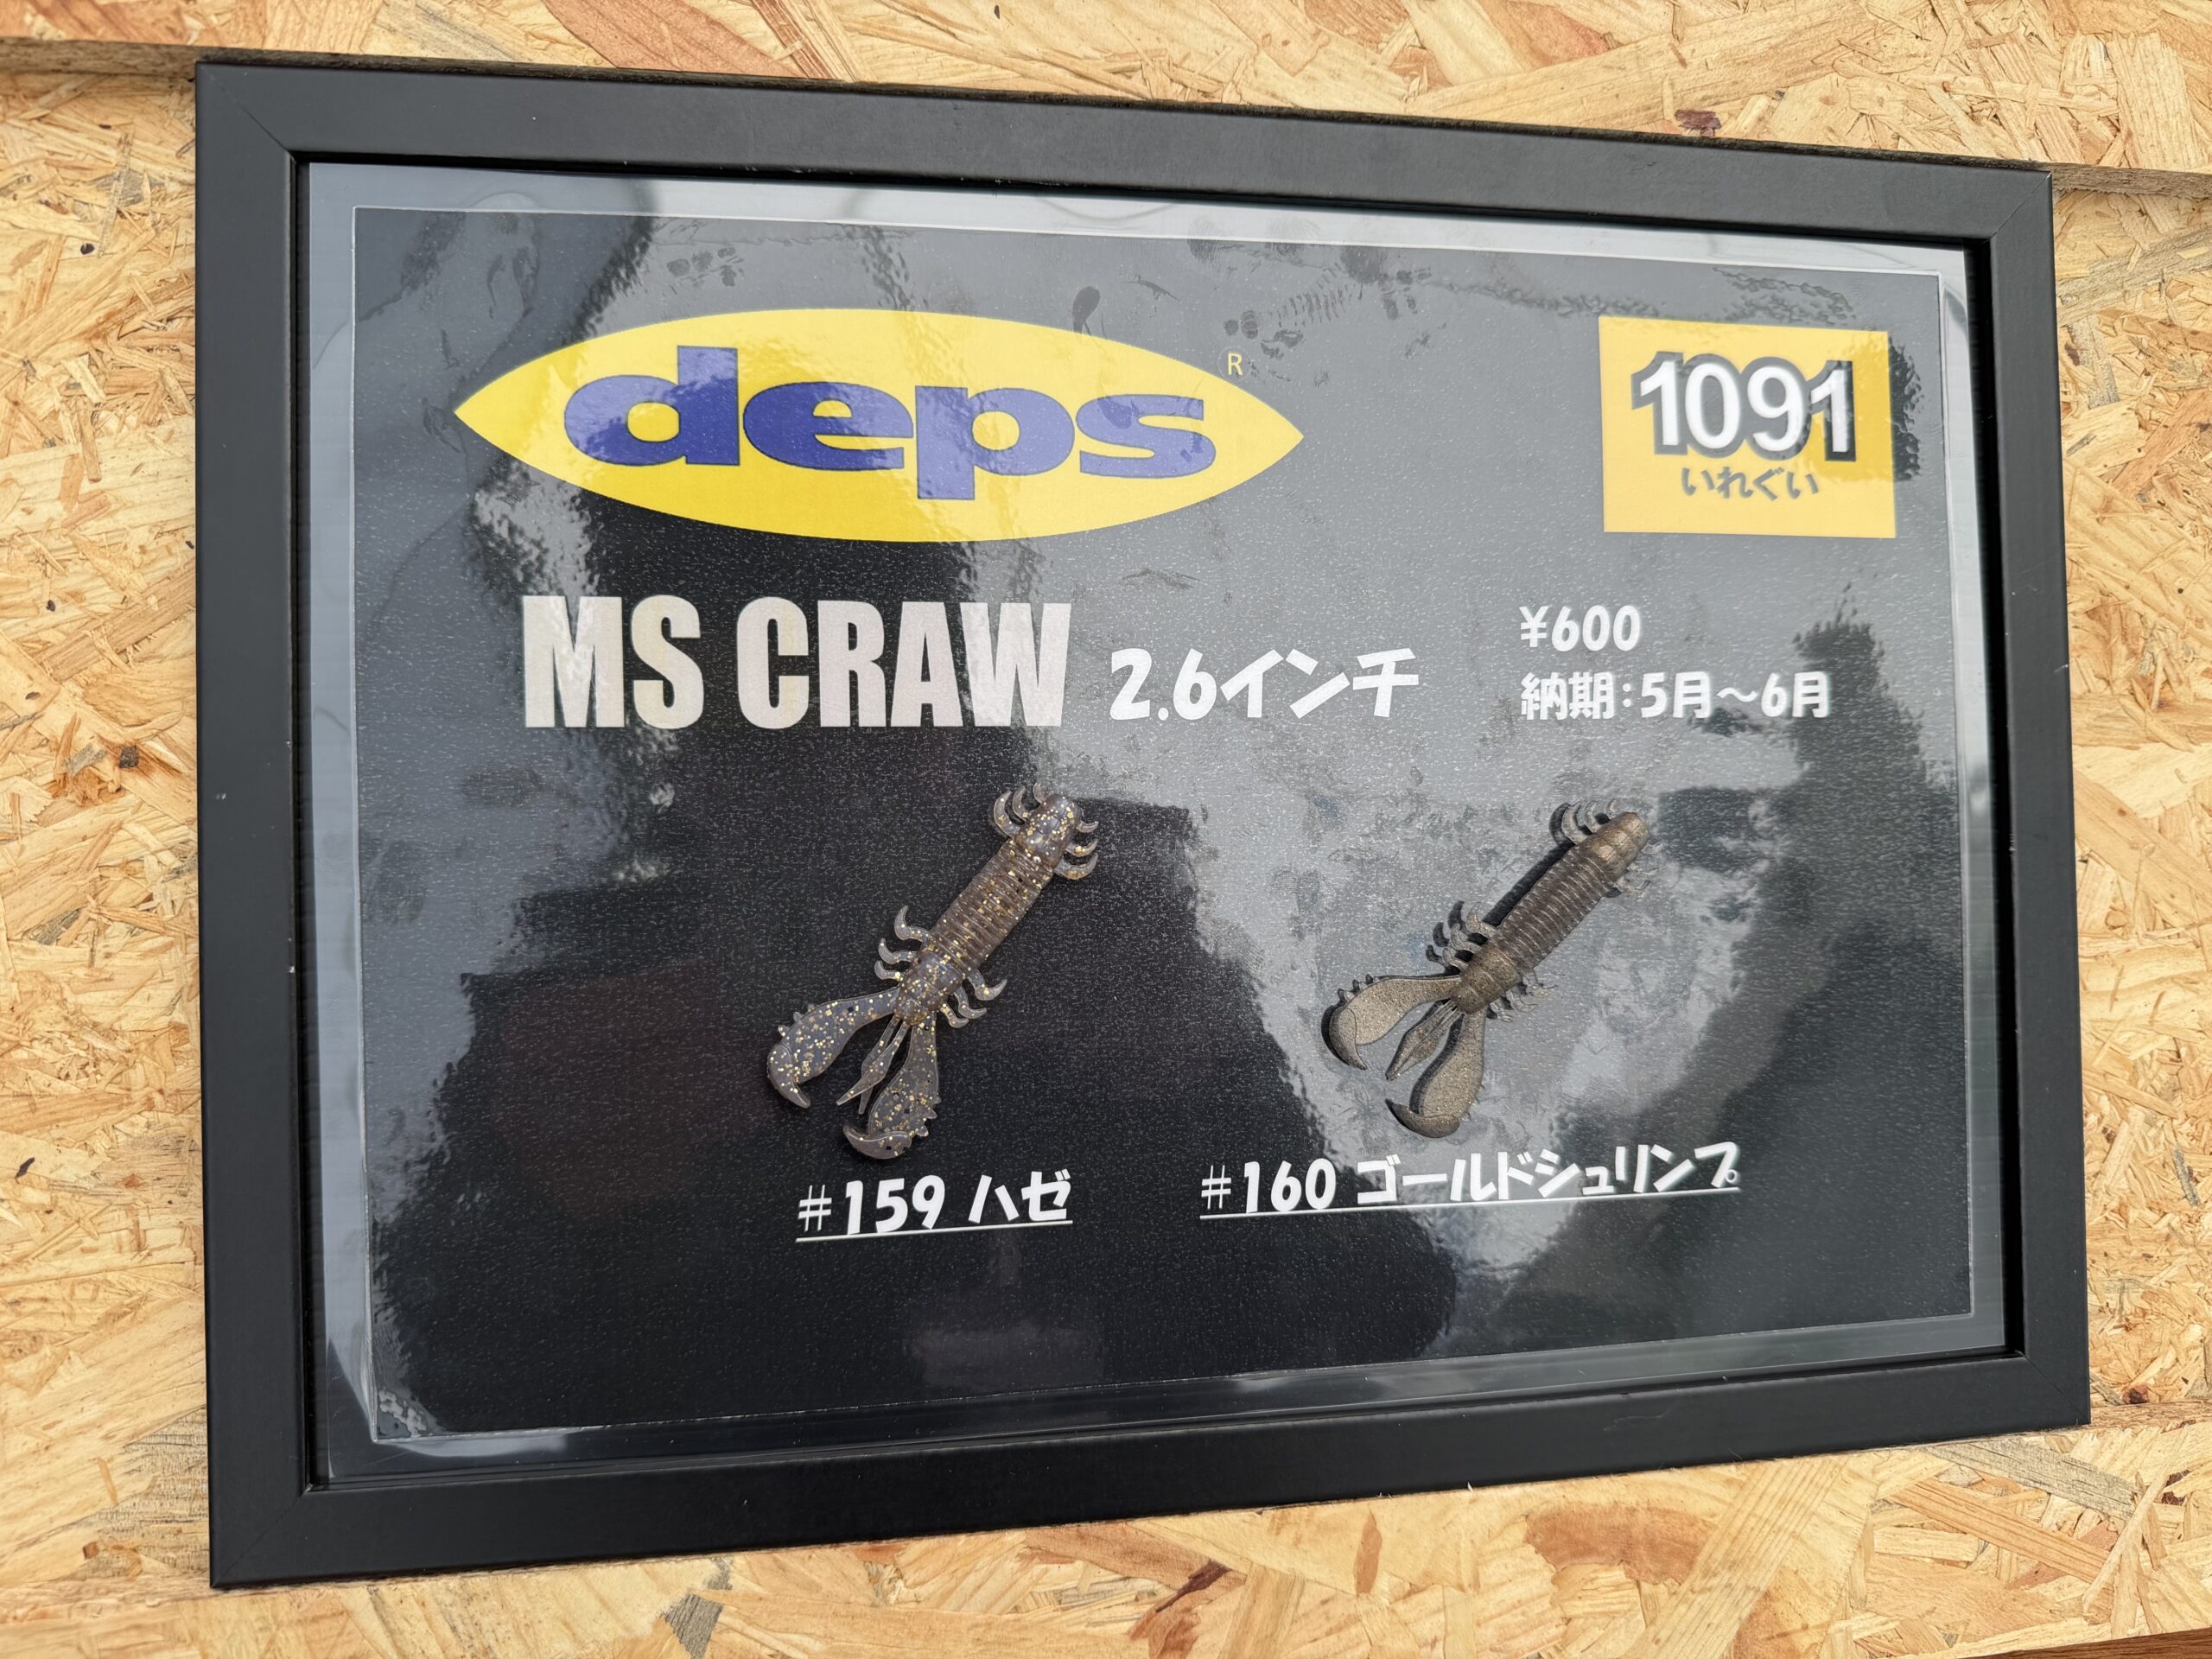 deps R
1091
いれぐい
MS CRAW 2.6インチ
¥600
納期:5月～6月
#159 ハゼ
#160 ゴールドシュリンプ